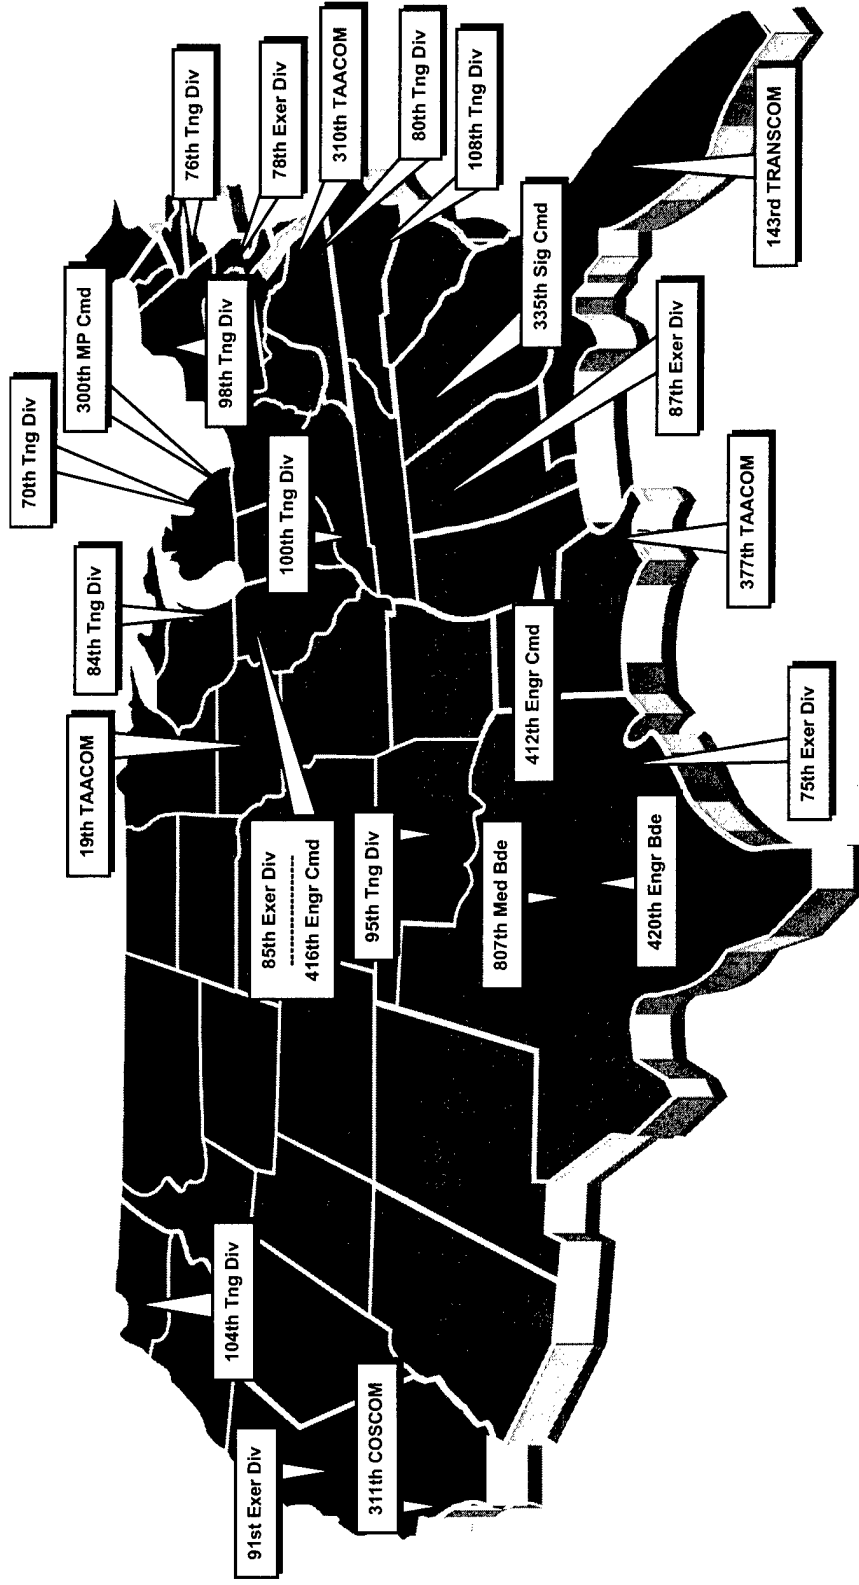 91st Exer Div
104th Tng Div
311th COSCOM
19th TAACOM
84th Tng Div
70th Tng Div
300th MP Cmd
76th Tng Div
78th Exer Div
310th TAACOM
80th Tng Div
108th Tng Div
98th Tng Div
100th Tng Div
85th Exer Div
----------------
416th Engr Cmd
95th Tng Div
807th Med Bde
420th Engr Bde
412th Engr Cmd
335th Sig Cmd
87th Exer Div
377th TAACOM
75th Exer Div
143rd TRANSCOM